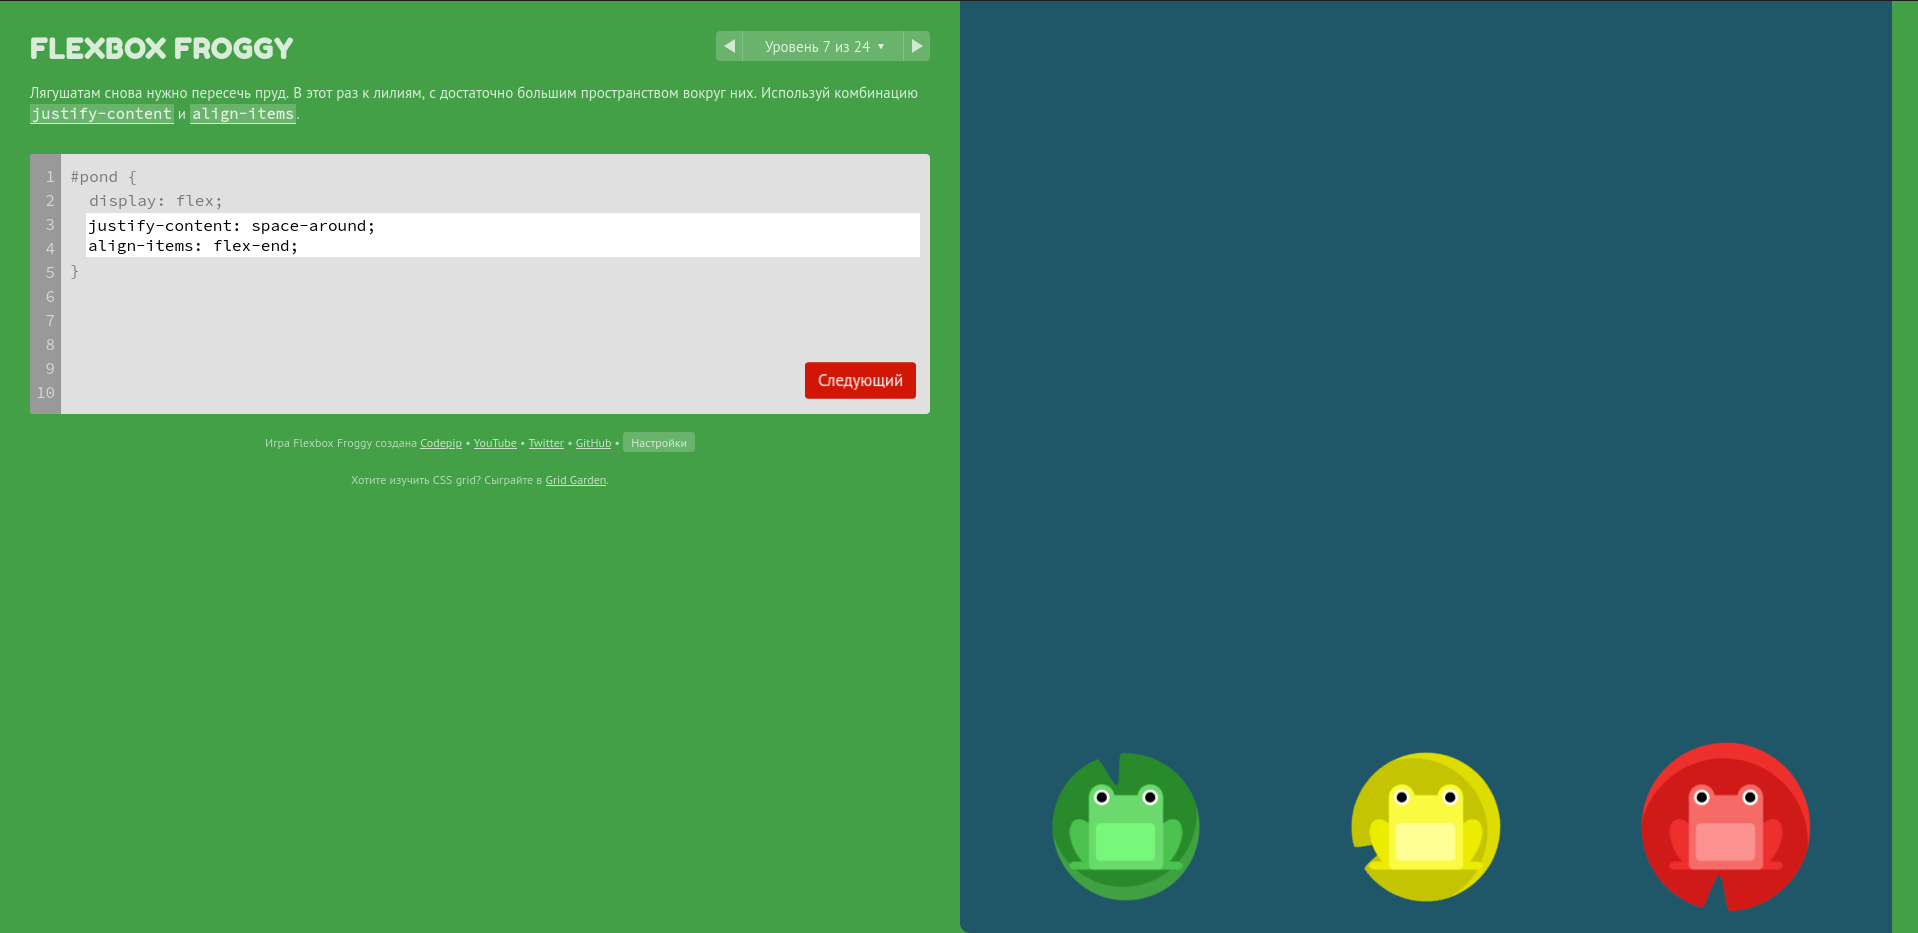 FLEXBOX FROGGY
Уровень 7 из 24 ▾
Лягушатам снова нужно пересечь пруд. В этот раз к лилиям, с достаточно большим пространством вокруг них. Используй комбинацию
justify-content и align-items.
1 #pond {
2 display: flex;
3 justify-content: space-around;
4 align-items: flex-end;
5 }
6
7
8
9
10
Следующий
Игра Flexbox Froggy создана Codepip • YouTube • Twitter • GitHub • Настройки
Хотите изучить CSS grid? Сыграйте в Grid Garden.